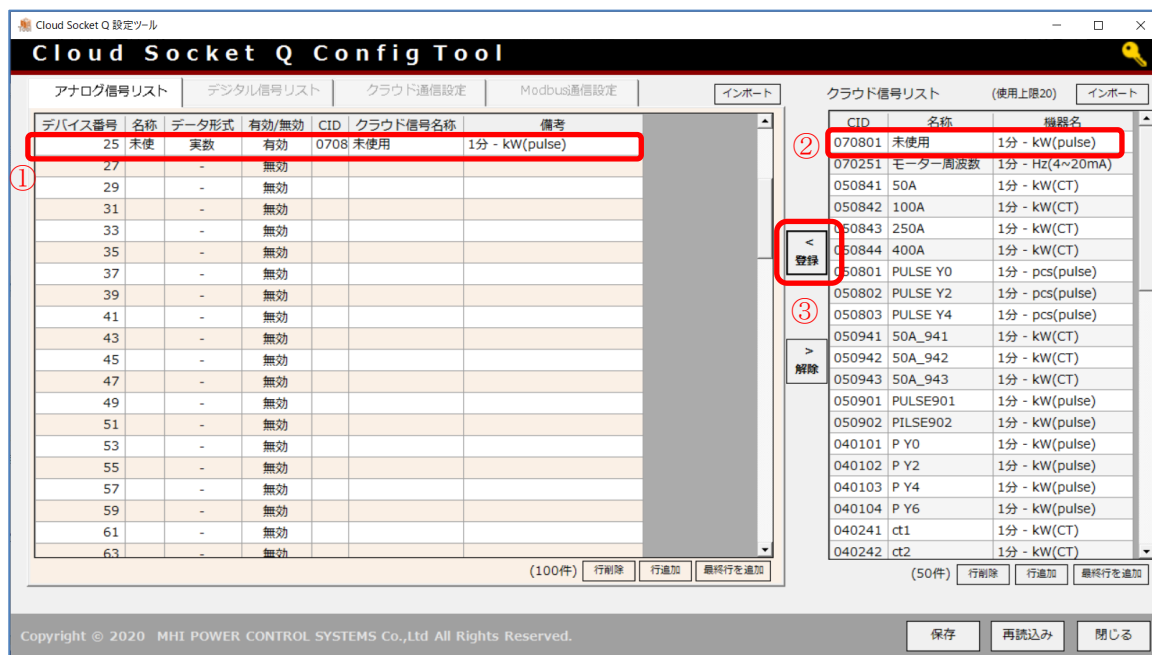 Cloud Socket Q 設定ツール
Cloud Socket Q Config Tool
アナログ信号リスト デジタル信号リスト クラウド通信設定 Modbus通信設定 インポート クラウド信号リスト (使用上限20) インポート
デバイス番号 名称 データ形式 有効/無効 CID クラウド信号名称 備考 CID 名称 機器名
25 未使 実数 有効 0708 未使用 1分 - kW(pulse) ② 070801 未使用 1分 - kW(pulse)
① 27 無効 070251 モーター周波数 1分 - Hz(4~20mA)
29 - 無効 050841 50A 1分 - kW(CT)
31 - 無効 050842 100A 1分 - kW(CT)
33 - 無効 050843 250A 1分 - kW(CT)
35 - 無効 < 登録 050844 400A 1分 - kW(CT)
37 - 無効 050801 PULSE Y0 1分 - pcs(pulse)
39 - 無効 050802 PULSE Y2 1分 - pcs(pulse)
41 - 無効 ③ 050803 PULSE Y4 1分 - pcs(pulse)
43 - 無効 050941 50A_941 1分 - kW(CT)
45 - 無効 > 解除 050942 50A_942 1分 - kW(CT)
47 - 無効 050943 50A_943 1分 - kW(CT)
49 - 無効 050901 PULSE901 1分 - kW(pulse)
51 - 無効 050902 PILSE902 1分 - kW(pulse)
53 - 無効 040101 P Y0 1分 - kW(pulse)
55 - 無効 040102 P Y2 1分 - kW(pulse)
57 - 無効 040103 P Y4 1分 - kW(pulse)
59 - 無効 040104 P Y6 1分 - kW(pulse)
61 - 無効 040241 ct1 1分 - kW(CT)
63 - 無効 040242 ct2 1分 - kW(CT)
(100件) 行削除 行追加 最終行を追加 (50件) 行削除 行追加 最終行を追加
Copyright © 2020 MHI POWER CONTROL SYSTEMS Co.,Ltd All Rights Reserved. 保存 再読込み 閉じる